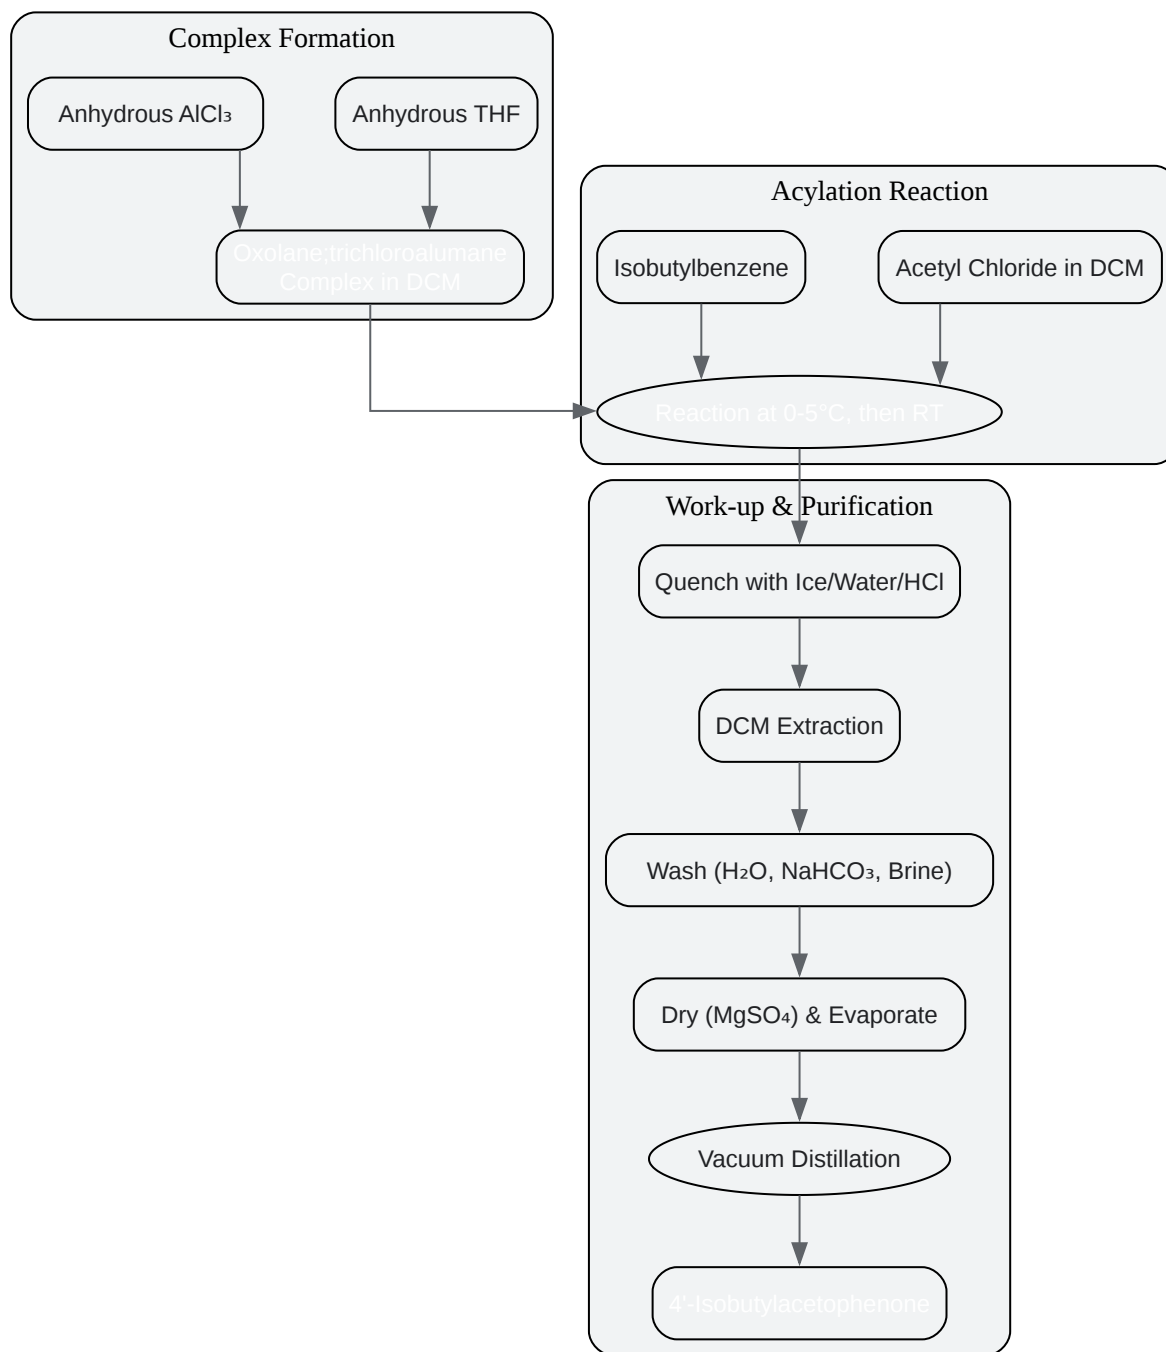 Complex Formation
Anhydrous AlCl₃
Anhydrous THF
Oxolane;trichloroalumane
Complex in DCM
Acylation Reaction
Isobutylbenzene
Acetyl Chloride in DCM
Reaction at 0-5°C, then RT
Work-up & Purification
Quench with Ice/Water/HCl
DCM Extraction
Wash (H₂O, NaHCO₃, Brine)
Dry (MgSO₄) & Evaporate
Vacuum Distillation
4'-Isobutylacetophenone